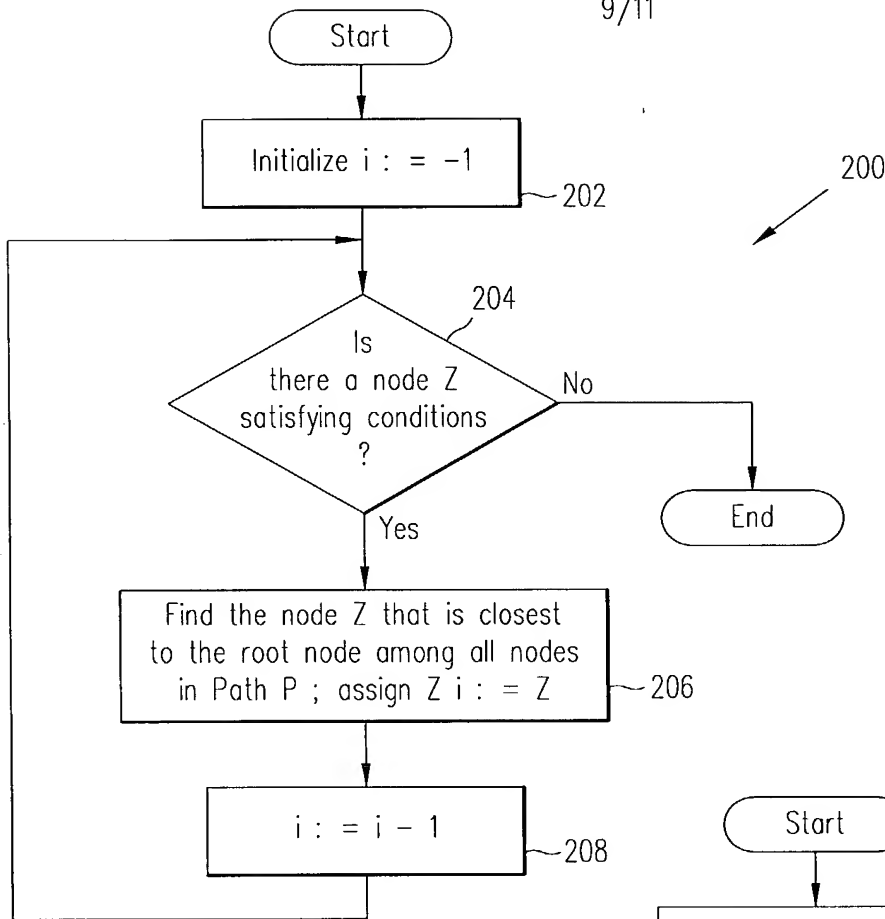 9/11
Start
Initialize i : = -1
202
200
204
Is
there a node Z
satisfying conditions
?
No
Yes
End
Find the node Z that is closest
to the root node among all nodes
in Path P ; assign Z i : = Z
206
i : = i - 1
208
Start